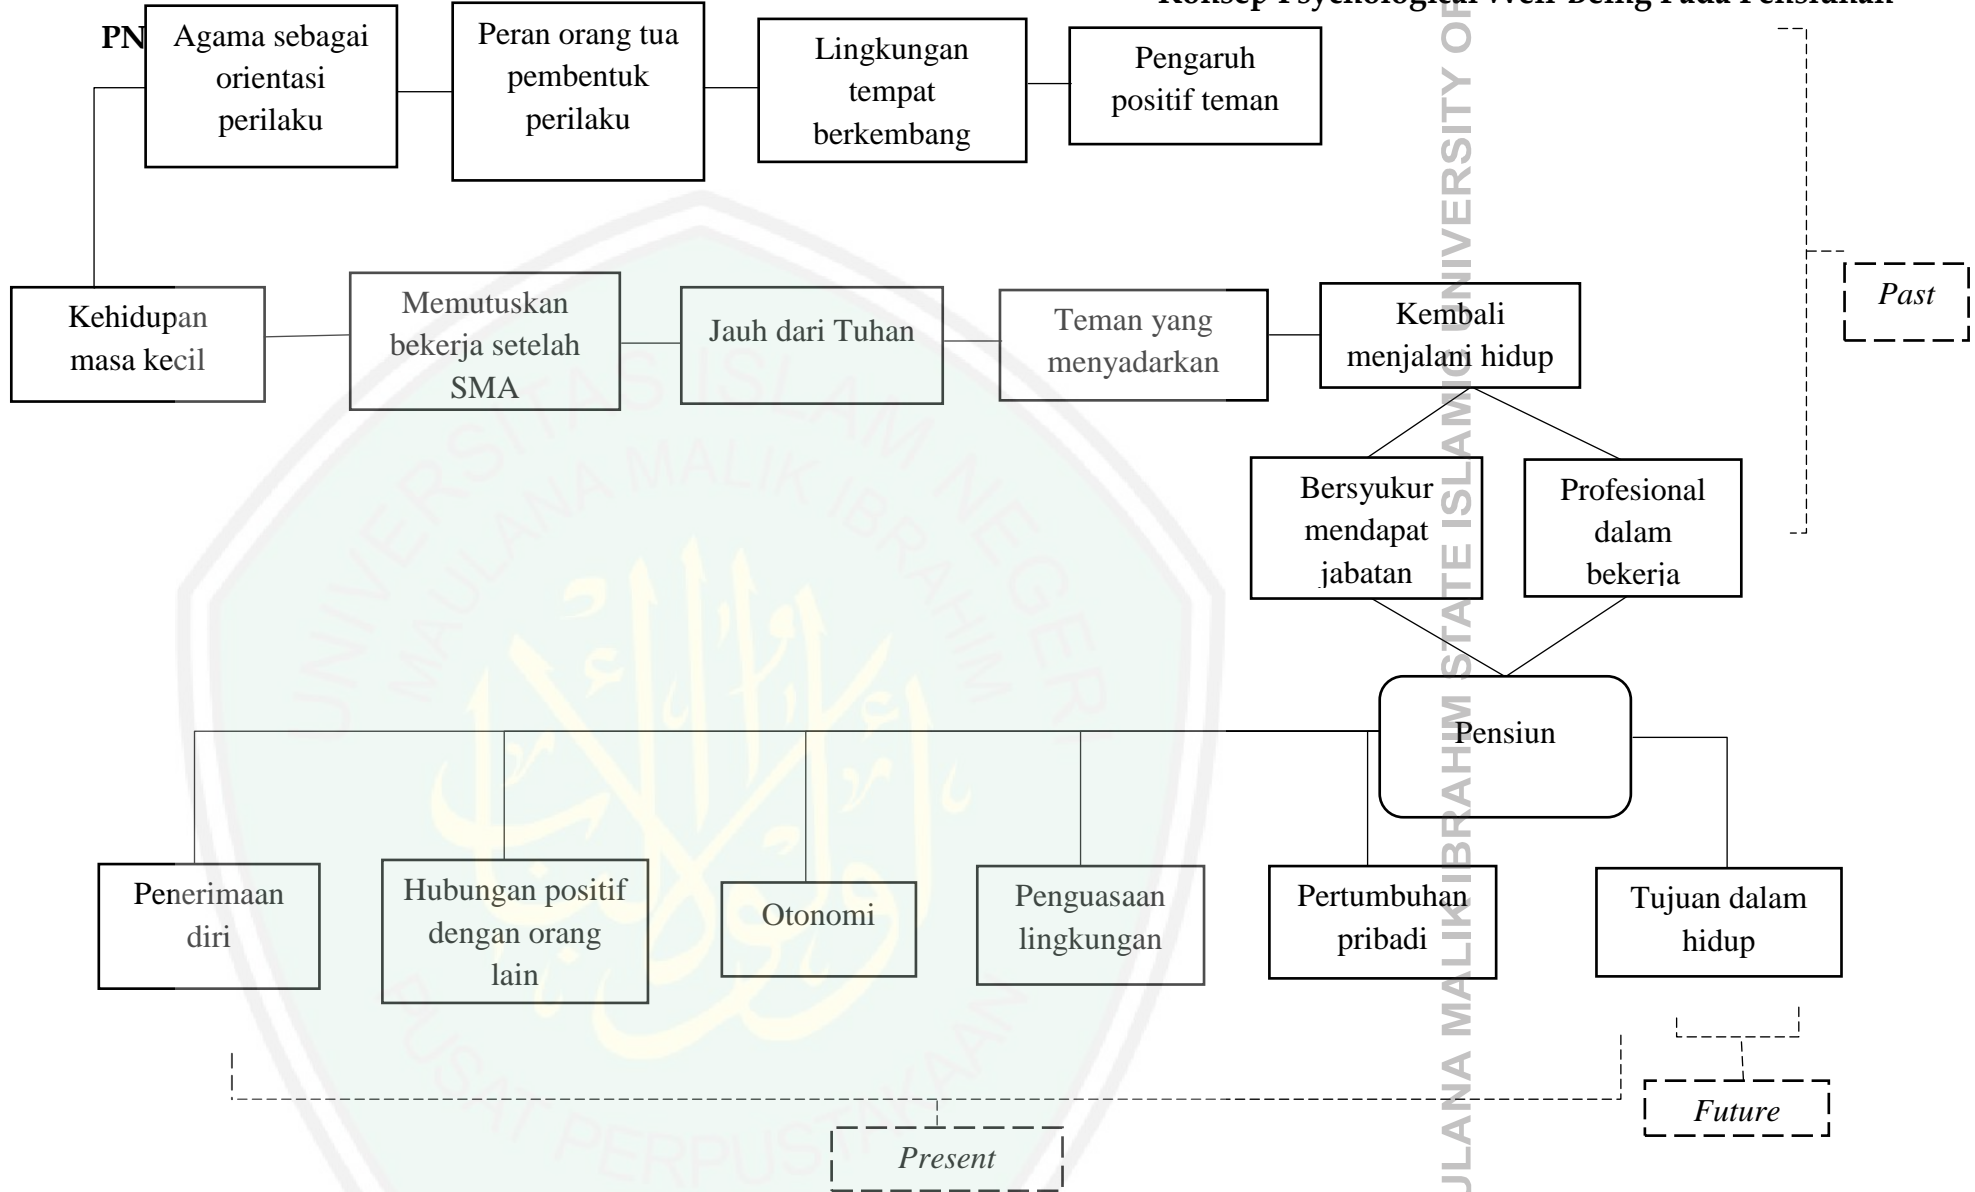 Konsep Psychological Well-Being Pada Pensiunan
PN
Agama sebagai
orientasi
perilaku
Peran orang tua
pembentuk
perilaku
Lingkungan
tempat
berkembang
Pengaruh
positif teman
Kehidupan
masa kecil
Memutuskan
bekerja setelah
SMA
Jauh dari Tuhan
Teman yang
menyadarkan
Kembali
menjalani hidup
Past
Bersyukur
mendapat
jabatan
Profesional
dalam
bekerja
Pensiun
Penerimaan
diri
Hubungan positif
dengan orang
lain
Otonomi
Penguasaan
lingkungan
Pertumbuhan
pribadi
Tujuan dalam
hidup
Future
Present
UNIVERSITAS ISLAM NEGERI
MAULANA MALIK IBRAHIM
PUSAT PERPUSTAKAAN
ULANA MALIK IBRAHIM STATE ISLAMIC UNIVERSITY OF